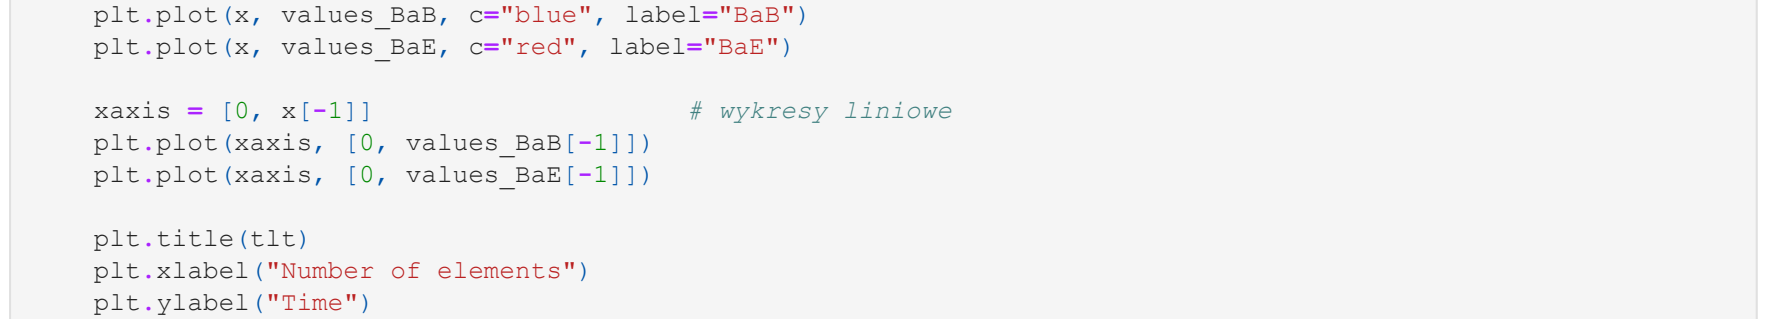 plt.plot(x, values_BaB, c="blue", label="BaB")
plt.plot(x, values_BaE, c="red", label="BaE")
xaxis = [0, x[-1]] # wykresy liniowe
plt.plot(xaxis, [0, values_BaB[-1]])
plt.plot(xaxis, [0, values_BaE[-1]])
plt.title(tlt)
plt.xlabel("Number of elements")
plt.ylabel("Time")